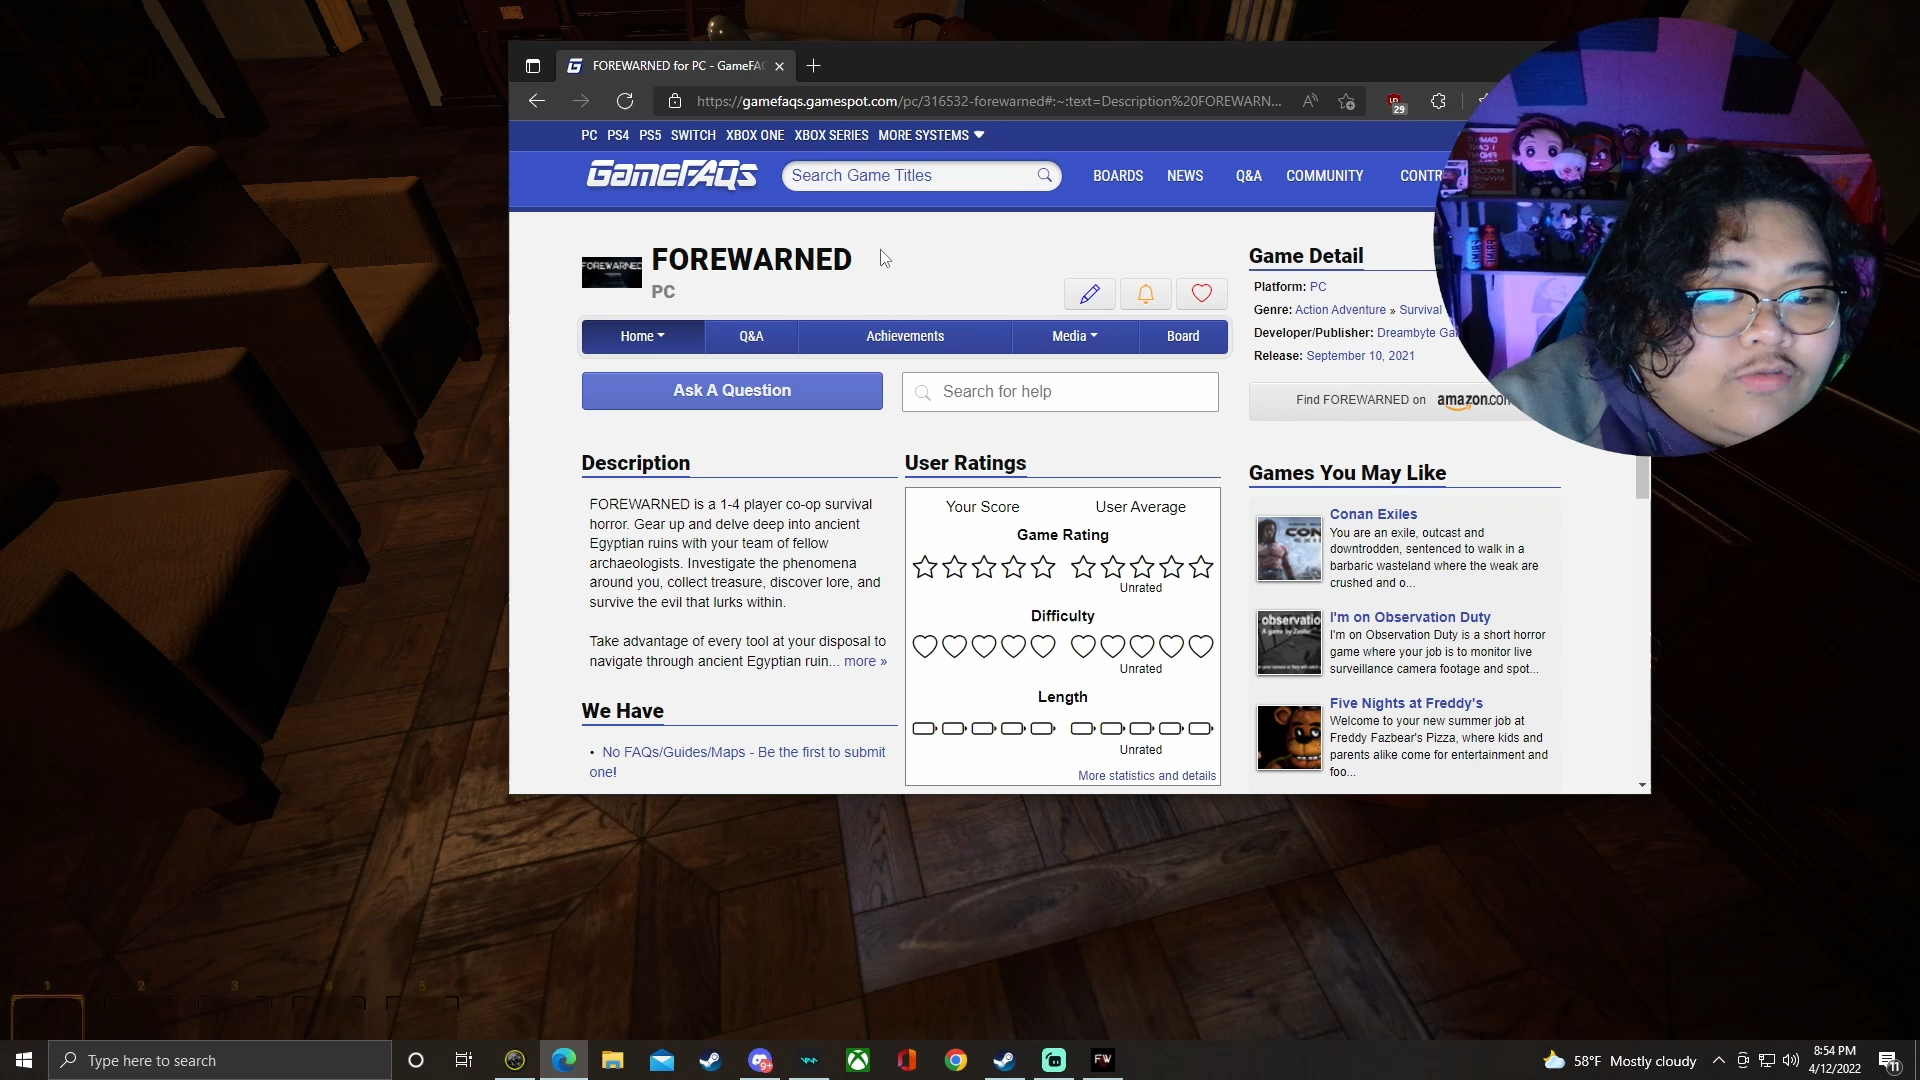 FOREWARNED for PC - GameFA
https://gamefaqs.gamespot.com/pc/316532-forewarned#:~:text=Description%20FOREWARN...
29
PC PS4 PS5 SWITCH XBOX ONE XBOX SERIES MORE SYSTEMS
GameFAQs
Search Game Titles
BOARDS NEWS Q&A COMMUNITY CONTR
FOREWARNED
FOREWARNED
PC
Home Q&A Achievements Media Board
Ask A Question
Search for help
Game Detail
Platform: PC
Genre: Action Adventure » Survival
Developer/Publisher: Dreambyte Ga
Release: September 10, 2021
Find FOREWARNED on amazon.com
Description
FOREWARNED is a 1-4 player co-op survival
horror. Gear up and delve deep into ancient
Egyptian ruins with your team of fellow
archaeologists. Investigate the phenomena
around you, collect treasure, discover lore, and
survive the evil that lurks within.
Take advantage of every tool at your disposal to
navigate through ancient Egyptian ruin... more »
We Have
• No FAQs/Guides/Maps - Be the first to submit
one!
User Ratings
Your Score User Average
Game Rating
Unrated
Difficulty
Unrated
Length
Unrated
More statistics and details
Games You May Like
Conan Exiles
You are an exile, outcast and
downtrodden, sentenced to walk in a
barbaric wasteland where the weak are
crushed and o...
I'm on Observation Duty
I'm on Observation Duty is a short horror
game where your job is to monitor live
surveillance camera footage and spot...
Five Nights at Freddy's
Welcome to your new summer job at
Freddy Fazbear's Pizza, where kids and
parents alike come for entertainment and
foo...
1 2 3 4 5
Type here to search
9+
FW
58°F Mostly cloudy
8:54 PM
4/12/2022
11